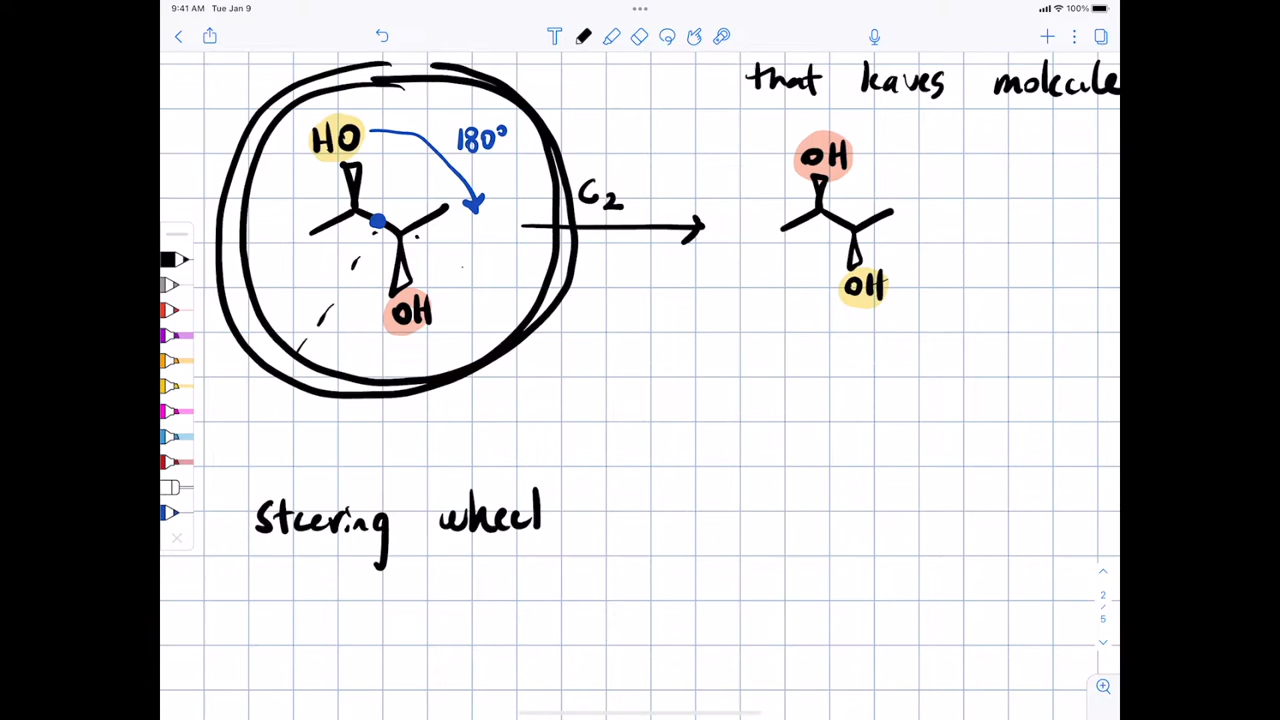 9:41 AM Tue Jan 9
100%
that leaves molecule
HO
180°
C2
OH
OH
OH
steering wheel
2
/
5